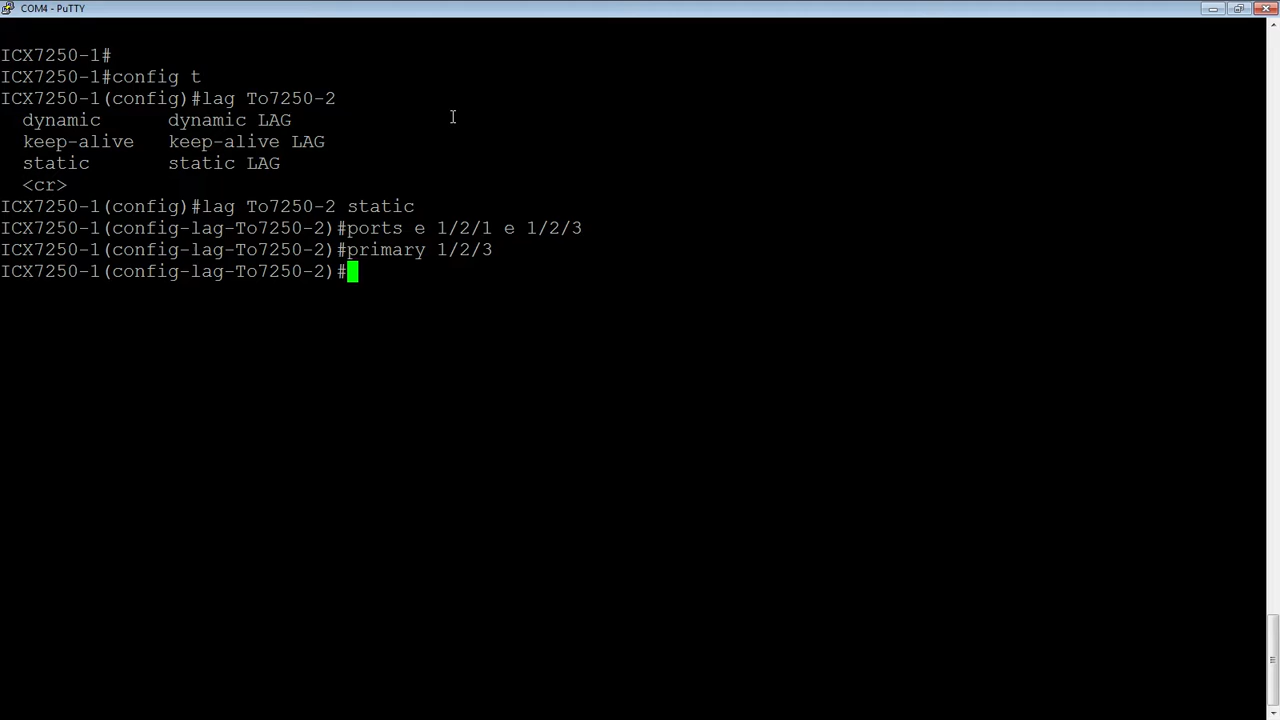 COM4 - PuTTY
ICX7250-1#
ICX7250-1#config t
ICX7250-1(config)#lag To7250-2
  dynamic      dynamic LAG
  keep-alive   keep-alive LAG
  static       static LAG
  <cr>
ICX7250-1(config)#lag To7250-2 static
ICX7250-1(config-lag-To7250-2)#ports e 1/2/1 e 1/2/3
ICX7250-1(config-lag-To7250-2)#primary 1/2/3
ICX7250-1(config-lag-To7250-2)#